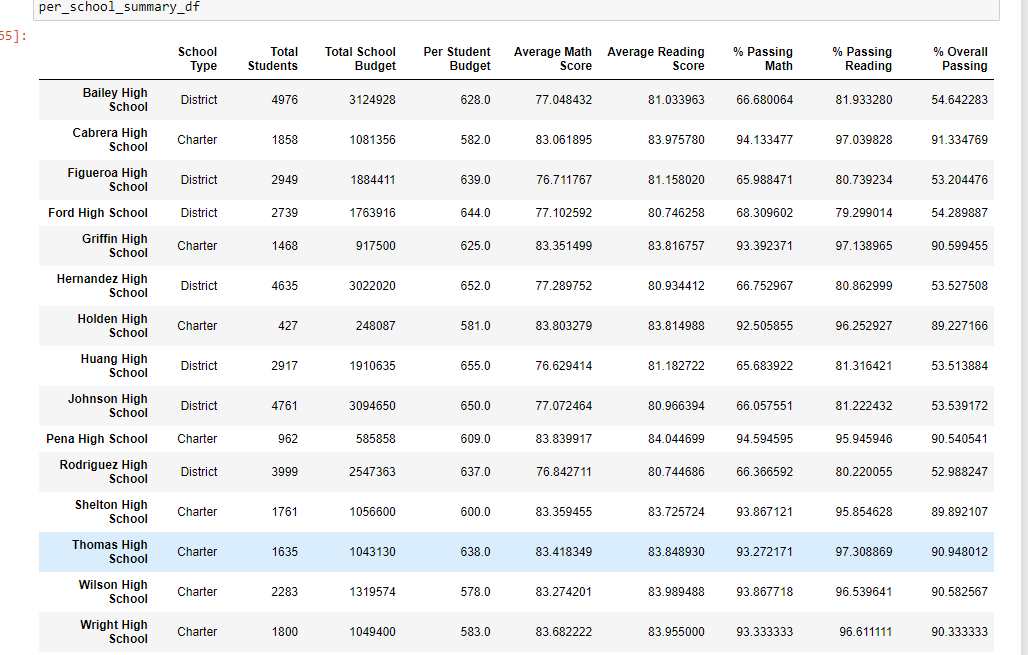 per_school_summary_df
65]:
School Type Total Students Total School Budget Per Student Budget Average Math Score Average Reading Score % Passing Math % Passing Reading % Overall Passing
Bailey High School District 4976 3124928 628.0 77.048432 81.033963 66.680064 81.933280 54.642283
Cabrera High School Charter 1858 1081356 582.0 83.061895 83.975780 94.133477 97.039828 91.334769
Figueroa High School District 2949 1884411 639.0 76.711767 81.158020 65.988471 80.739234 53.204476
Ford High School District 2739 1763916 644.0 77.102592 80.746258 68.309602 79.299014 54.289887
Griffin High School Charter 1468 917500 625.0 83.351499 83.816757 93.392371 97.138965 90.599455
Hernandez High School District 4635 3022020 652.0 77.289752 80.934412 66.752967 80.862999 53.527508
Holden High School Charter 427 248087 581.0 83.803279 83.814988 92.505855 96.252927 89.227166
Huang High School District 2917 1910635 655.0 76.629414 81.182722 65.683922 81.316421 53.513884
Johnson High School District 4761 3094650 650.0 77.072464 80.966394 66.057551 81.222432 53.539172
Pena High School Charter 962 585858 609.0 83.839917 84.044699 94.594595 95.945946 90.540541
Rodriguez High School District 3999 2547363 637.0 76.842711 80.744686 66.366592 80.220055 52.988247
Shelton High School Charter 1761 1056600 600.0 83.359455 83.725724 93.867121 95.854628 89.892107
Thomas High School Charter 1635 1043130 638.0 83.418349 83.848930 93.272171 97.308869 90.948012
Wilson High School Charter 2283 1319574 578.0 83.274201 83.989488 93.867718 96.539641 90.582567
Wright High School Charter 1800 1049400 583.0 83.682222 83.955000 93.333333 96.611111 90.333333